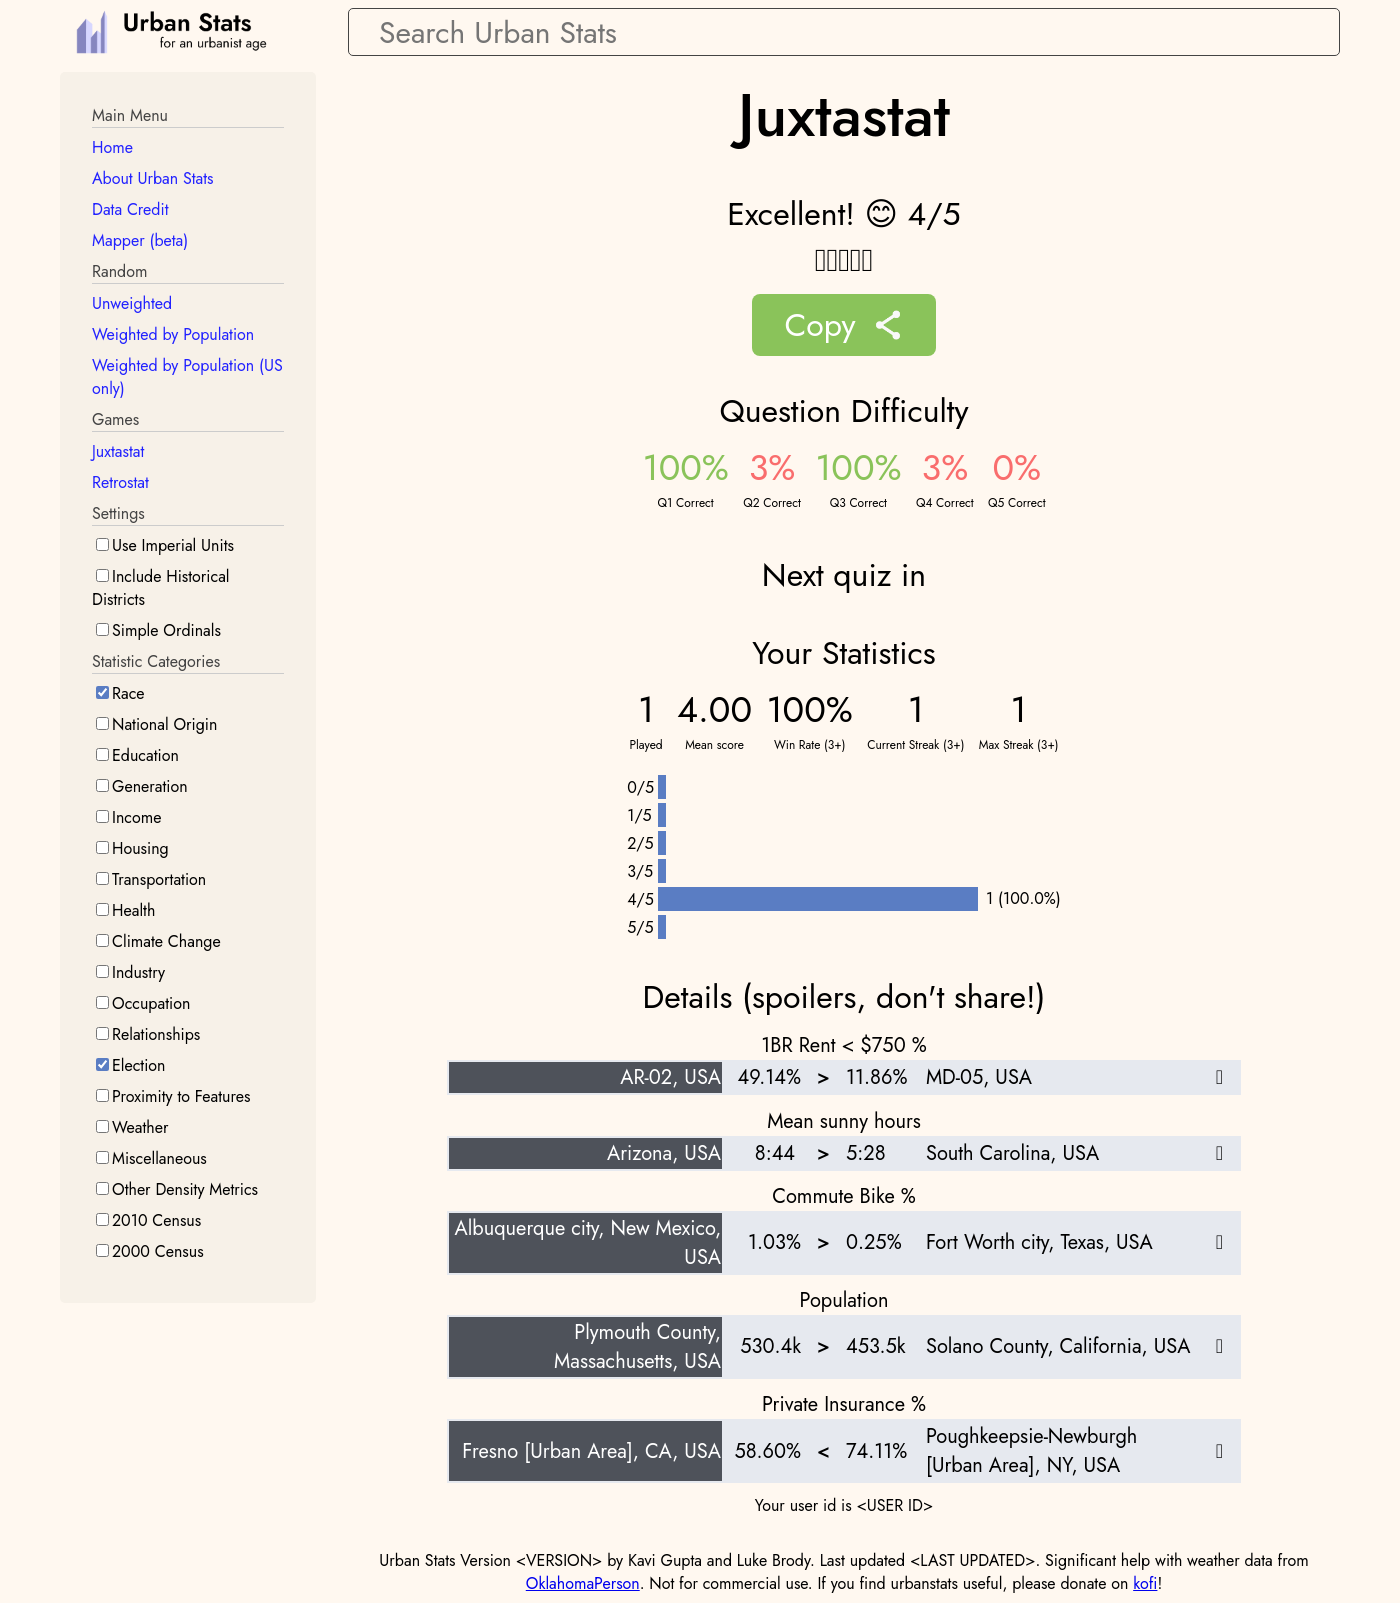 Urban Stats
for an urbanist age
Search Urban Stats
Main Menu
Home
About Urban Stats
Data Credit
Mapper (beta)
Random
Unweighted
Weighted by Population
Weighted by Population (US
only)
Games
Juxtastat
Retrostat
Settings
Use Imperial Units
Include Historical
Districts
Simple Ordinals
Statistic Categories
Race
National Origin
Education
Generation
Income
Housing
Transportation
Health
Climate Change
Industry
Occupation
Relationships
Election
Proximity to Features
Weather
Miscellaneous
Other Density Metrics
2010 Census
2000 Census
Juxtastat
Excellent! 😊 4/5
Copy
Question Difficulty
100% 3% 100% 3% 0%
Q1 Correct Q2 Correct Q3 Correct Q4 Correct Q5 Correct
Next quiz in
Your Statistics
1 4.00 100% 1 1
Played Mean score Win Rate (3+) Current Streak (3+) Max Streak (3+)
0/5
1/5
2/5
3/5
4/5 1 (100.0%)
5/5
Details (spoilers, don't share!)
1BR Rent < $750 %
AR-02, USA 49.14% > 11.86% MD-05, USA
Mean sunny hours
Arizona, USA 8:44 > 5:28 South Carolina, USA
Commute Bike %
Albuquerque city, New Mexico,
USA 1.03% > 0.25% Fort Worth city, Texas, USA
Population
Plymouth County,
Massachusetts, USA 530.4k > 453.5k Solano County, California, USA
Private Insurance %
Fresno [Urban Area], CA, USA 58.60% < 74.11% Poughkeepsie-Newburgh
[Urban Area], NY, USA
Your user id is <USER ID>
Urban Stats Version <VERSION> by Kavi Gupta and Luke Brody. Last updated <LAST UPDATED>. Significant help with weather data from
OklahomaPerson. Not for commercial use. If you find urbanstats useful, please donate on kofi!